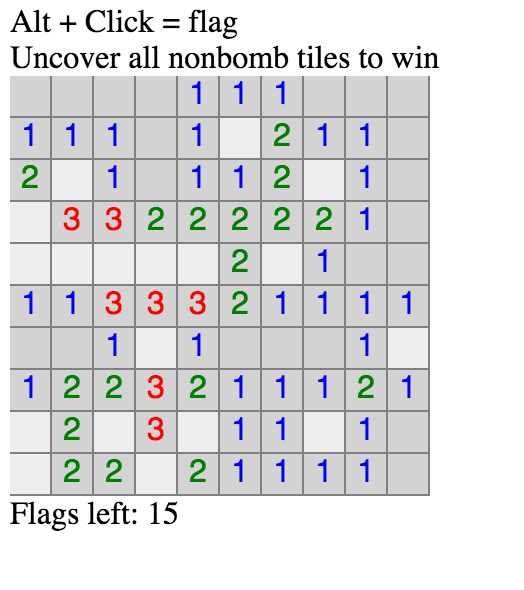 Alt + Click = flag
Uncover all nonbomb tiles to win
1 1 1
1 1 1 1 2 1 1
2 1 1 1 2 1
3 3 2 2 2 2 2 1
2 1
1 1 3 3 3 2 1 1 1 1
1 1 1
1 2 2 3 2 1 1 1 2 1
2 3 1 1 1
2 2 2 1 1 1 1
Flags left: 15